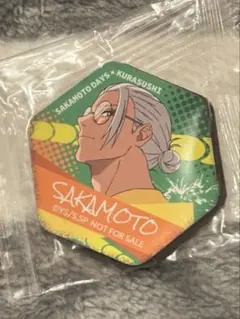 SAKAMOTO DAYS × KURASUSHI
SAKAMOTO
©YS/S,SP NOT FOR SALE